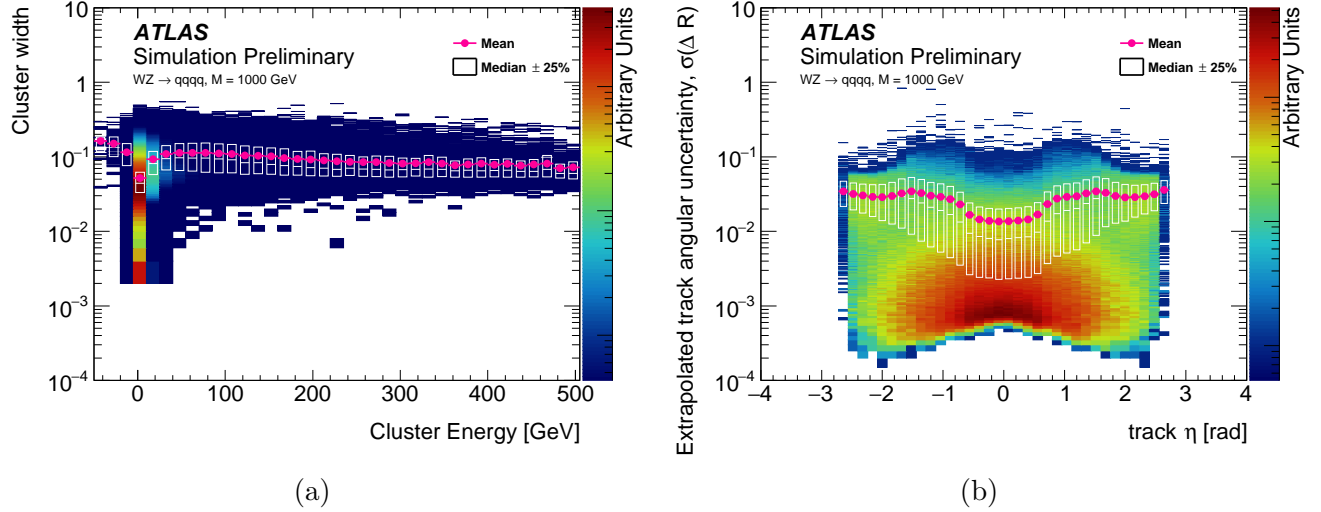 Cluster width
10
1
10⁻¹
10⁻²
10⁻³
10⁻⁴
ATLAS
Simulation Preliminary
WZ → qqqq, M = 1000 GeV
Mean
Median ± 25%
0 100 200 300 400 500
Cluster Energy [GeV]
Arbitrary Units
(a)
Extrapolated track angular uncertainty, σ(Δ R)
10
1
10⁻¹
10⁻²
10⁻³
10⁻⁴
ATLAS
Simulation Preliminary
WZ → qqqq, M = 1000 GeV
Mean
Median ± 25%
−4 −3 −2 −1 0 1 2 3 4
track η [rad]
Arbitrary Units
(b)